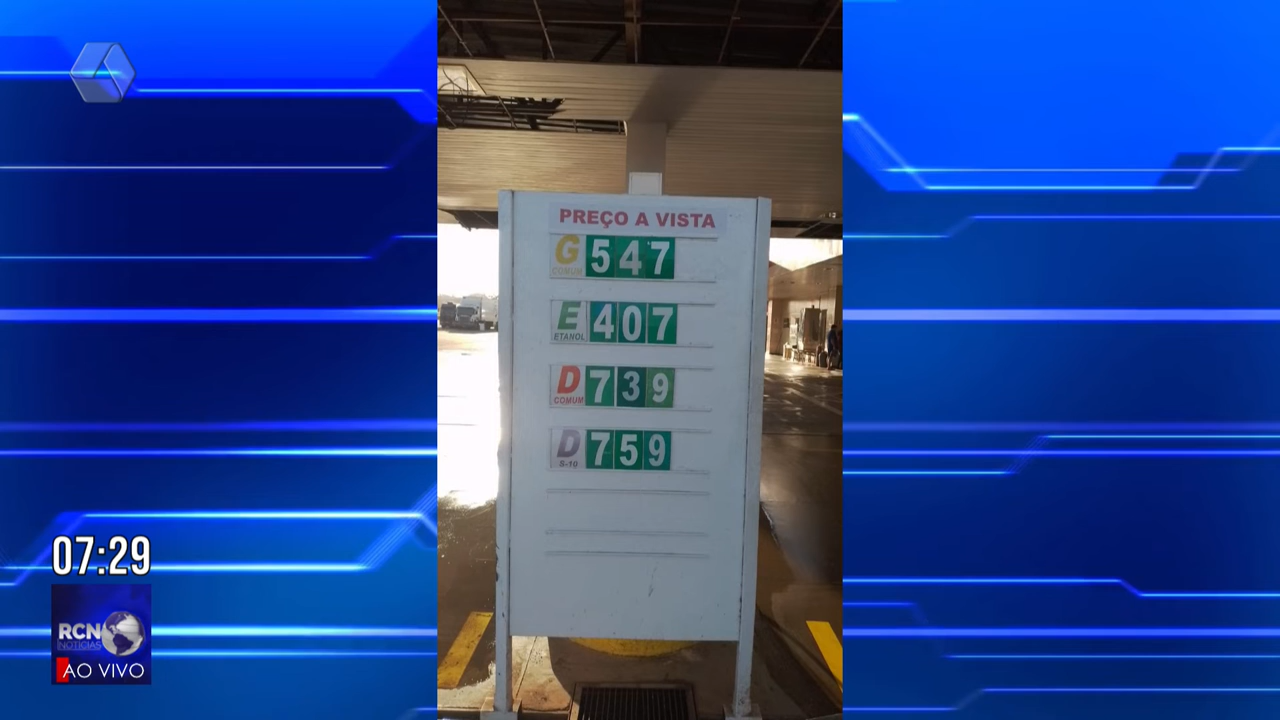 PREÇO A VISTA
G 547
COMUM
E 407
ETANOL
D 739
COMUM
D 759
S-10
07:29
RCN
NOTÍCIAS
AO VIVO